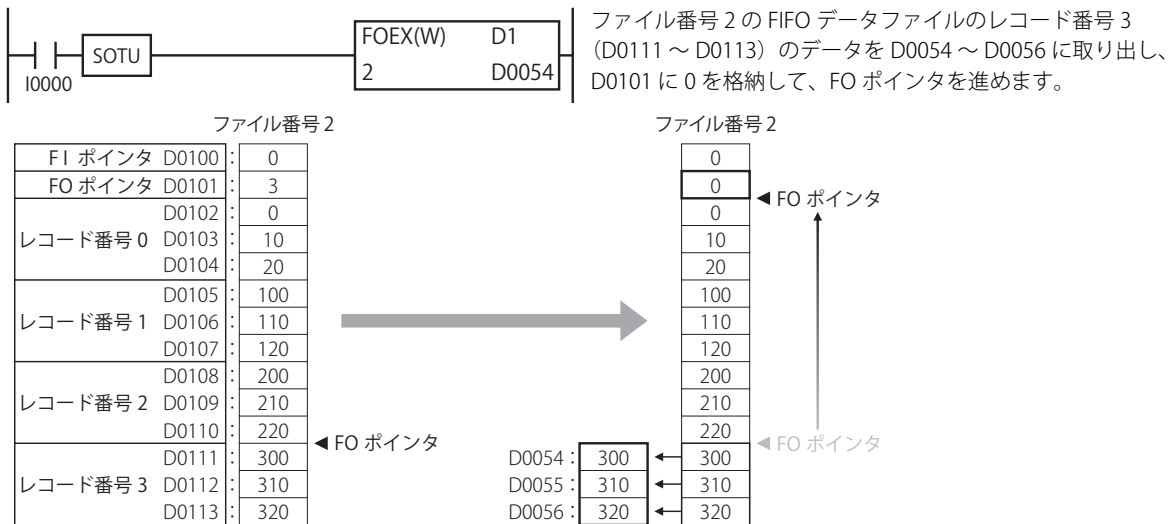 I0000
SOTU
FOEX(W) D1
2 D0054
ファイル番号 2 の FIFO データファイルのレコード番号 3
（D0111 ～ D0113）のデータを D0054 ～ D0056 に取り出し、
D0101 に 0 を格納して、FO ポインタを進めます。
ファイル番号 2
FI ポインタ D0100 : 0
FO ポインタ D0101 : 3
D0102 : 0
レコード番号 0 D0103 : 10
D0104 : 20
D0105 : 100
レコード番号 1 D0106 : 110
D0107 : 120
D0108 : 200
レコード番号 2 D0109 : 210
D0110 : 220
◀ FO ポインタ
D0111 : 300
レコード番号 3 D0112 : 310
D0113 : 320
ファイル番号 2
0
0
◀ FO ポインタ
0
10
20
100
110
120
200
210
220
◀ FO ポインタ
D0054 : 300 300
D0055 : 310 310
D0056 : 320 320